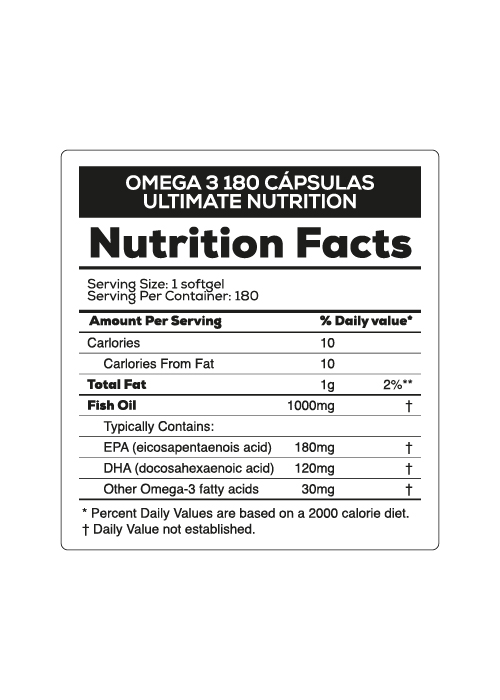 OMEGA 3 180 CÁPSULAS
ULTIMATE NUTRITION
Nutrition Facts
Serving Size: 1 softgel
Serving Per Container: 180
Amount Per Serving % Daily value*
Carlories 10
Carlories From Fat 10
Total Fat 1g 2%**
Fish Oil 1000mg †
Typically Contains:
EPA (eicosapentaenois acid) 180mg †
DHA (docosahexaenoic acid) 120mg †
Other Omega-3 fatty acids 30mg †
* Percent Daily Values are based on a 2000 calorie diet.
† Daily Value not established.